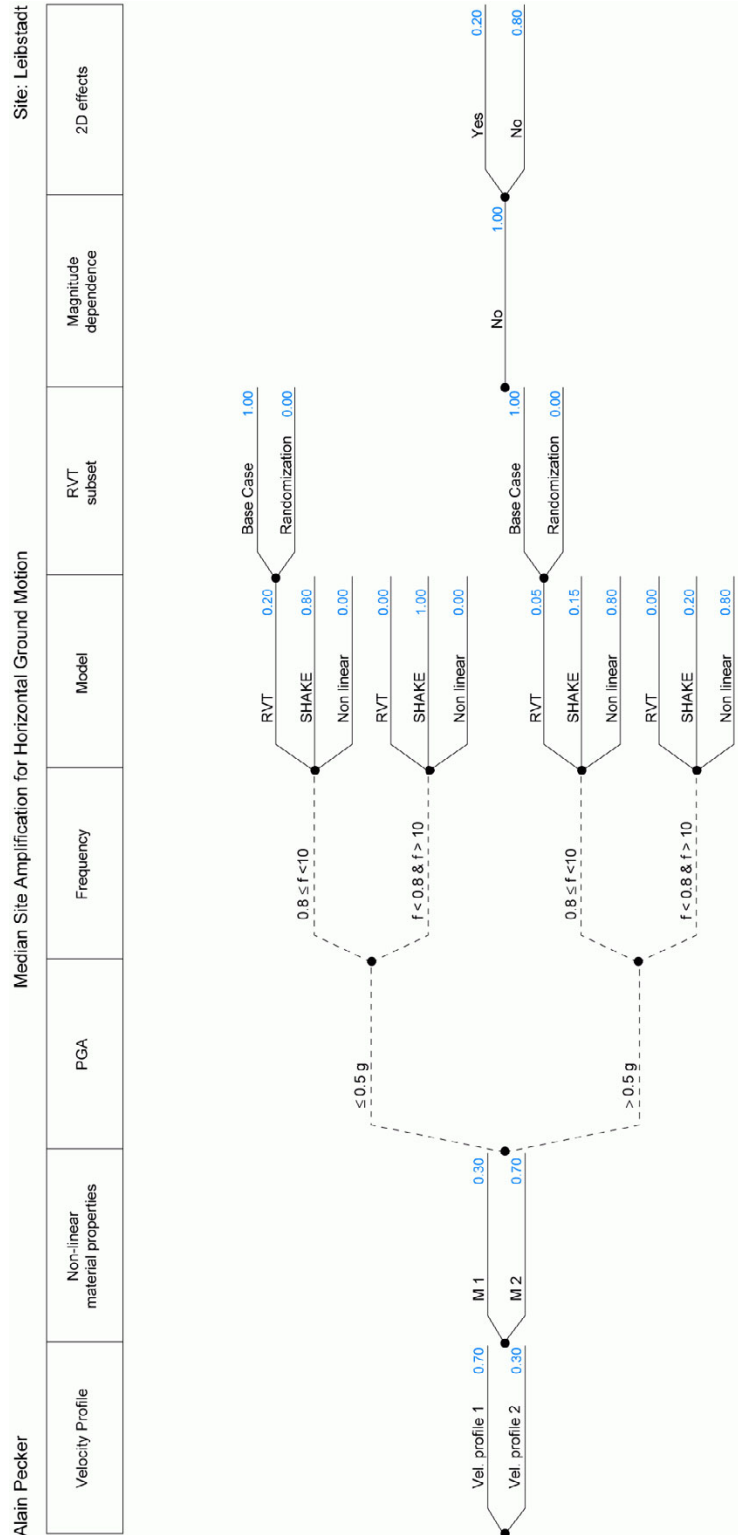 Alain Pecker
Median Site Amplification for Horizontal Ground Motion
Site: Leibstadt
Velocity Profile
Non-linear
material properties
PGA
Frequency
Model
RVT
subset
Magnitude
dependence
2D effects
Vel. profile 1
0.70
Vel. profile 2
0.30
M 1
0.30
M 2
0.70
≤ 0.5 g
> 0.5 g
0.8 ≤ f <10
f < 0.8 & f > 10
0.8 ≤ f <10
f < 0.8 & f > 10
RVT
0.20
SHAKE
0.80
Non linear
0.00
RVT
0.00
SHAKE
1.00
Non linear
0.00
RVT
0.05
SHAKE
0.15
Non linear
0.80
RVT
0.00
SHAKE
0.20
Non linear
0.80
Base Case
1.00
Randomization
0.00
Base Case
1.00
Randomization
0.00
No
1.00
Yes
0.20
No
0.80